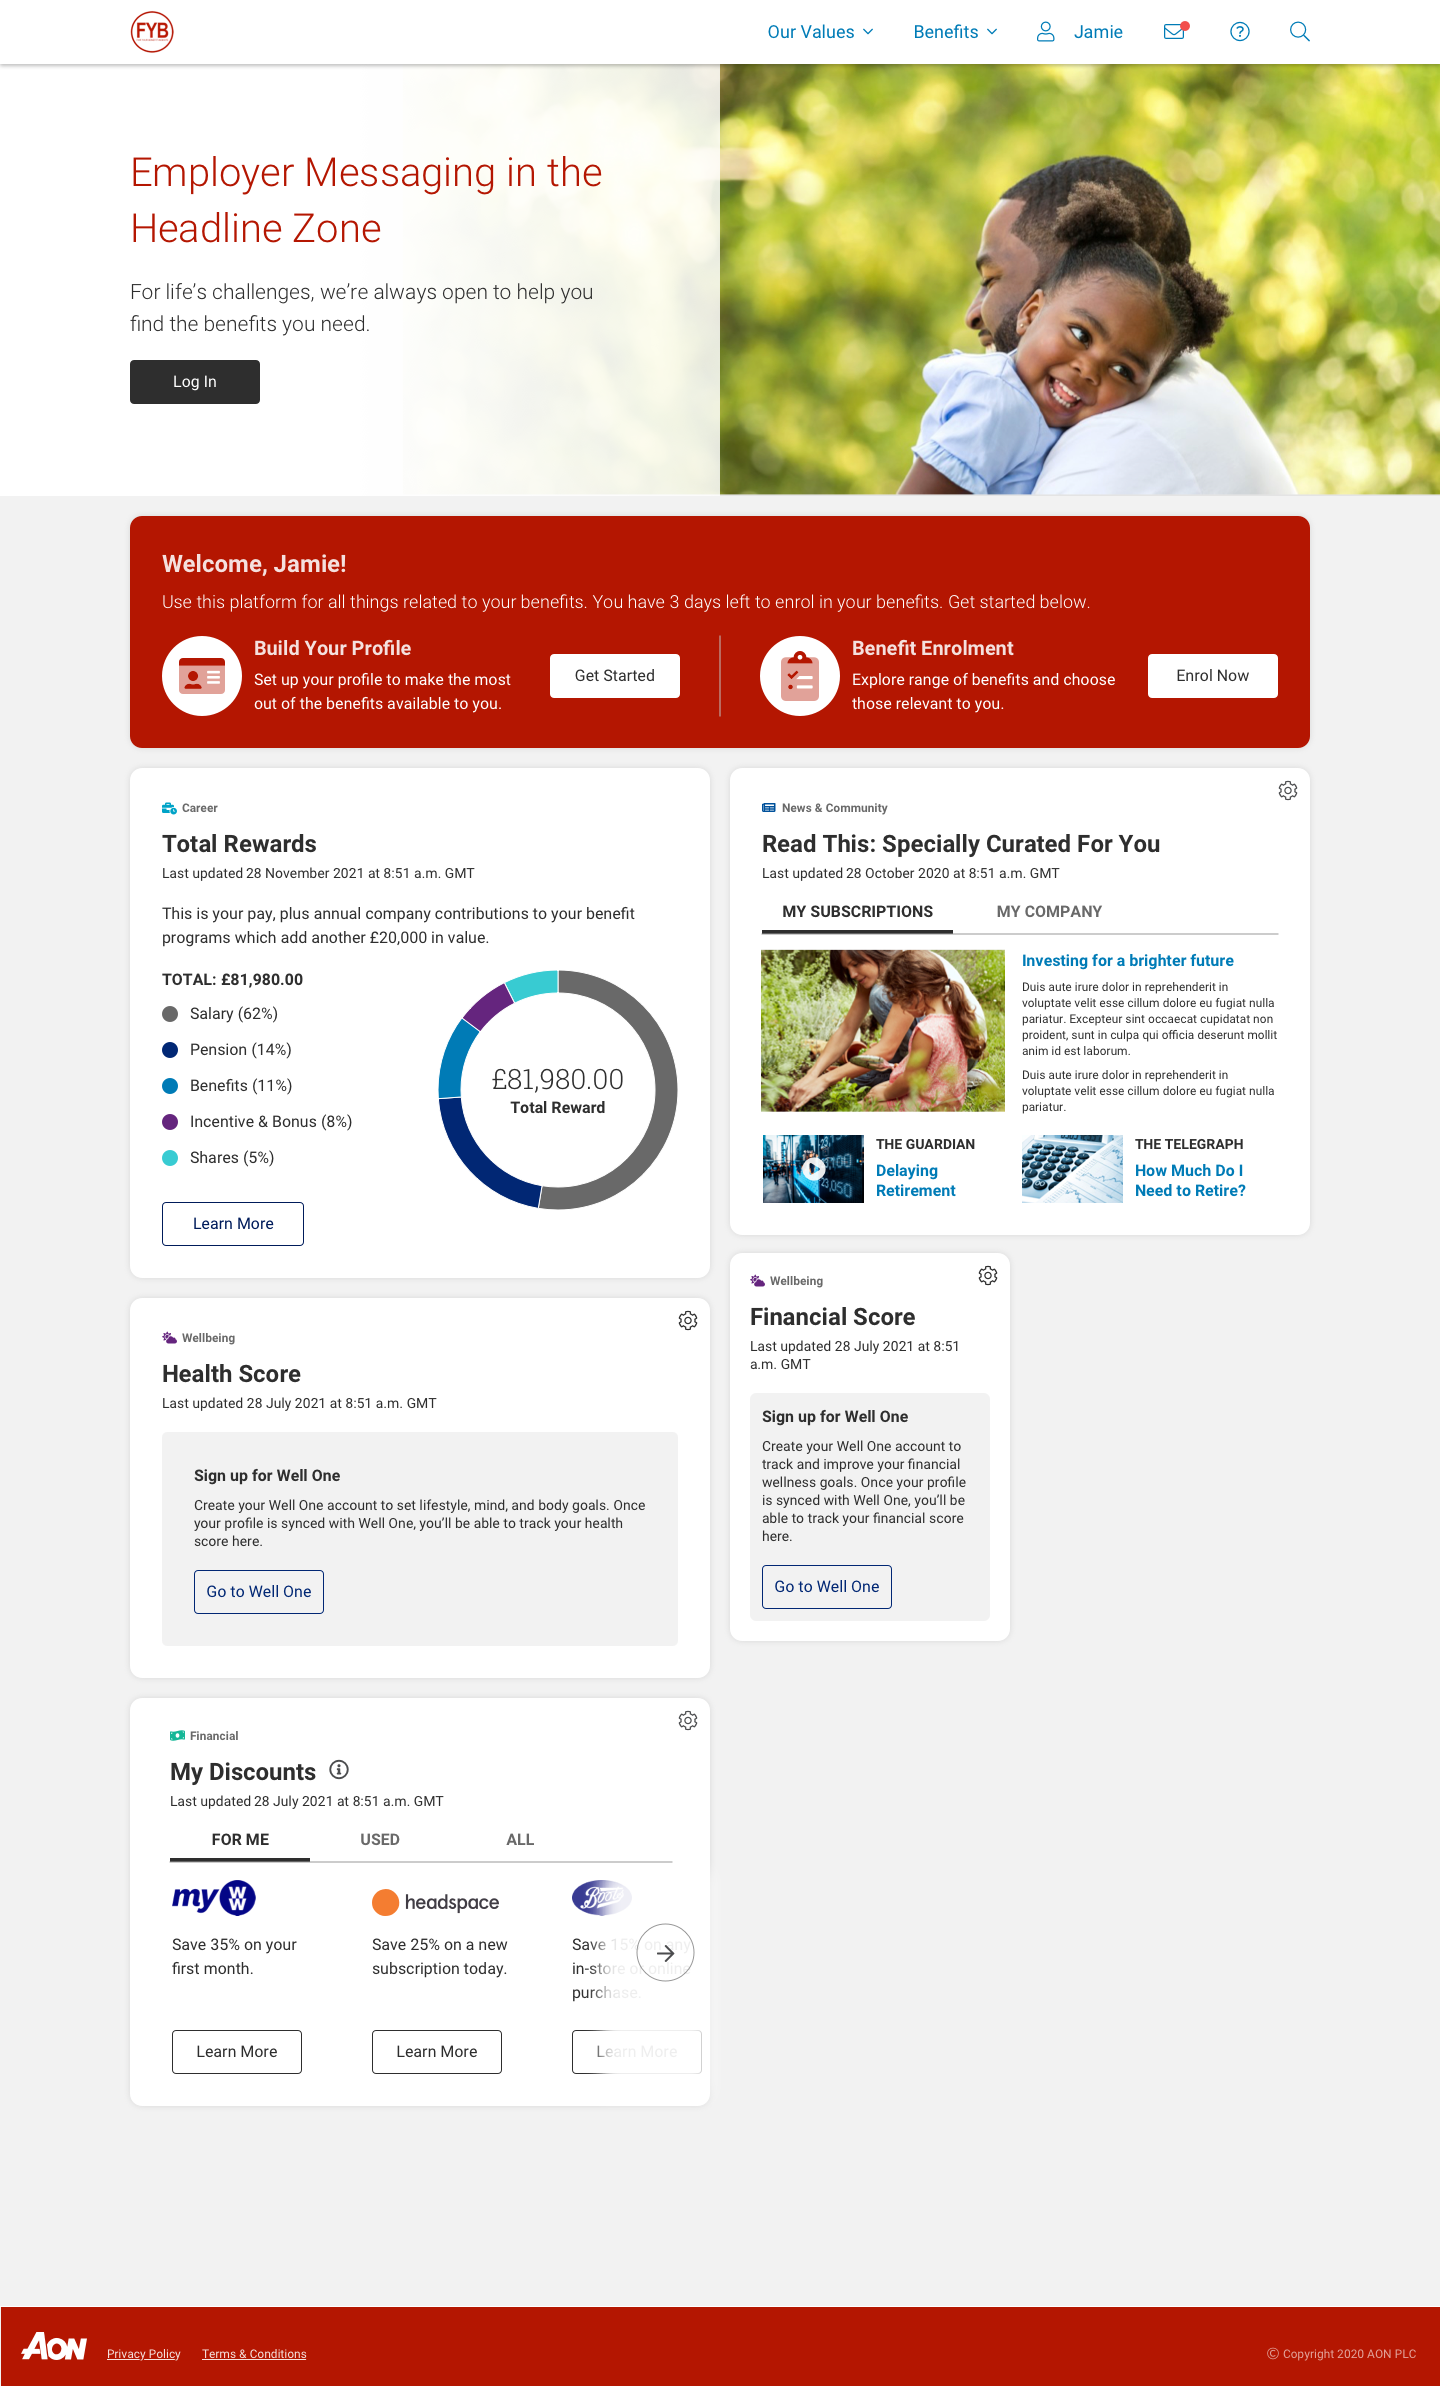 FYB
Our Values
Benefits
Jamie
Employer Messaging in the
Headline Zone
For life’s challenges, we’re always open to help you
find the benefits you need.
Log In
Welcome, Jamie!
Use this platform for all things related to your benefits. You have 3 days left to enrol in your benefits. Get started below.
Build Your Profile
Set up your profile to make the most
out of the benefits available to you.
Get Started
Benefit Enrolment
Explore range of benefits and choose
those relevant to you.
Enrol Now
Career
Total Rewards
Last updated 28 November 2021 at 8:51 a.m. GMT
This is your pay, plus annual company contributions to your benefit
programs which add another £20,000 in value.
TOTAL: £81,980.00
Salary (62%)
Pension (14%)
Benefits (11%)
Incentive & Bonus (8%)
Shares (5%)
£81,980.00
Total Reward
Learn More
News & Community
Read This: Specially Curated For You
Last updated 28 October 2020 at 8:51 a.m. GMT
MY SUBSCRIPTIONS
MY COMPANY
Investing for a brighter future
Duis aute irure dolor in reprehenderit in
voluptate velit esse cillum dolore eu fugiat nulla
pariatur. Excepteur sint occaecat cupidatat non
proident, sunt in culpa qui officia deserunt mollit
anim id est laborum.
Duis aute irure dolor in reprehenderit in
voluptate velit esse cillum dolore eu fugiat nulla
pariatur.
THE GUARDIAN
Delaying
Retirement
THE TELEGRAPH
How Much Do I
Need to Retire?
Wellbeing
Health Score
Last updated 28 July 2021 at 8:51 a.m. GMT
Sign up for Well One
Create your Well One account to set lifestyle, mind, and body goals. Once
your profile is synced with Well One, you’ll be able to track your health
score here.
Go to Well One
Wellbeing
Financial Score
Last updated 28 July 2021 at 8:51
a.m. GMT
Sign up for Well One
Create your Well One account to
track and improve your financial
wellness goals. Once your profile
is synced with Well One, you’ll be
able to track your financial score
here.
Go to Well One
Financial
My Discounts
Last updated 28 July 2021 at 8:51 a.m. GMT
FOR ME
USED
ALL
my WW
Save 35% on your
first month.
Learn More
headspace
Save 25% on a new
subscription today.
Learn More
Boots
Save 15% on any
in-store or online
purchase.
Learn More
AON
Privacy Policy
Terms & Conditions
© Copyright 2020 AON PLC